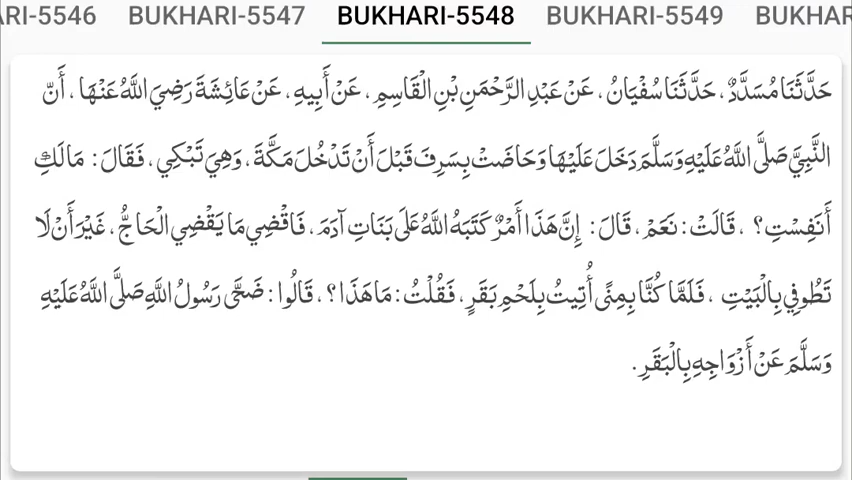 RI-5546 BUKHARI-5547 BUKHARI-5548 BUKHARI-5549 BUKHAR
حَدَّثَنَا مُسَدَّدٌ، حَدَّثَنَا سُفْيَانُ، عَنْ عَبْدِ الرَّحْمَنِ بْنِ الْقَاسِمِ، عَنْ أَبِيهِ، عَنْ عَائِشَةَ رَضِيَ اللَّهُ عَنْهَا، أَنّ
النَّبِيَّ صَلَّى اللَّهُ عَلَيْهِ وَسَلَّمَ دَخَلَ عَلَيْهَا وَحَاضَتْ بِسَرِفَ قَبْلَ أَنْ تَدْخُلَ مَكَّةَ، وَهِيَ تَبْكِي، فَقَالَ: مَا لَكِ
أَنَفِسْتِ؟ ، قَالَتْ: نَعَمْ، قَالَ: إِنَّ هَذَا أَمْرٌ كَتَبَهُ اللَّهُ عَلَى بَنَاتِ آدَمَ، فَاقْضِي مَا يَقْضِي الْحَاجُّ، غَيْرَ أَنْ لَا
تَطُوفِي بِالْبَيْتِ ، فَلَمَّا كُنَّا بِمِنًى أُتِيتُ بِلَحْمِ بَقَرٍ، فَقُلْتُ: مَا هَذَا؟، قَالُوا: ضَحَّى رَسُولُ اللَّهِ صَلَّى اللَّهُ عَلَيْهِ
وَسَلَّمَ عَنْ أَزْوَاجِهِ بِالْبَقَرِ.